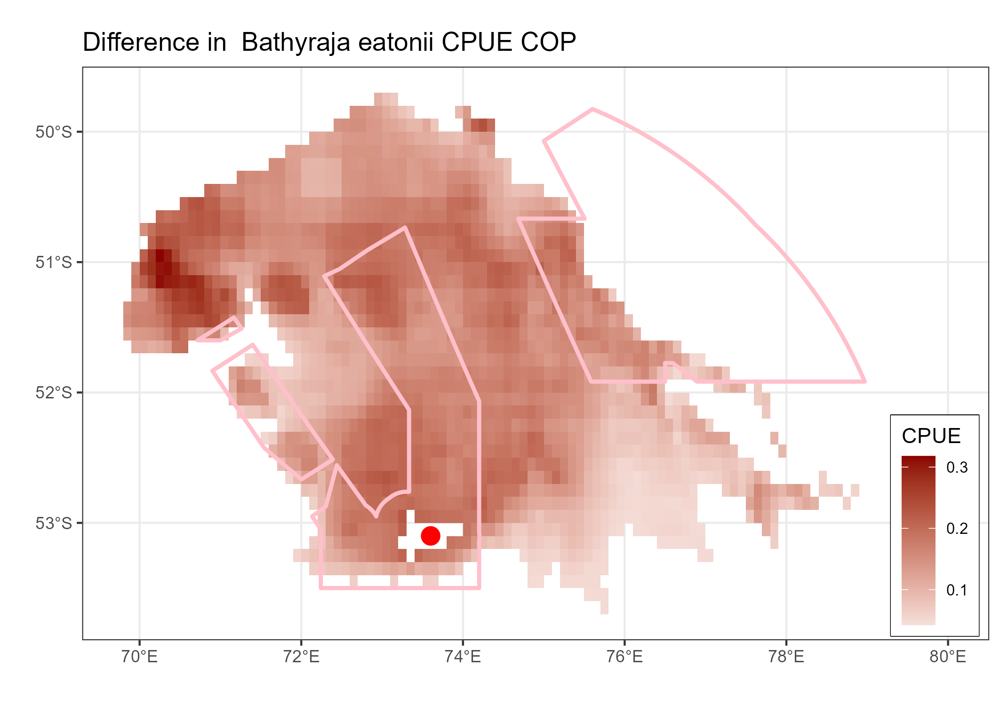 Difference in  Bathyraja eatonii CPUE COP
50°S
51°S
52°S
53°S
CPUE
0.3
0.2
0.1
70°E
72°E
74°E
76°E
78°E
80°E